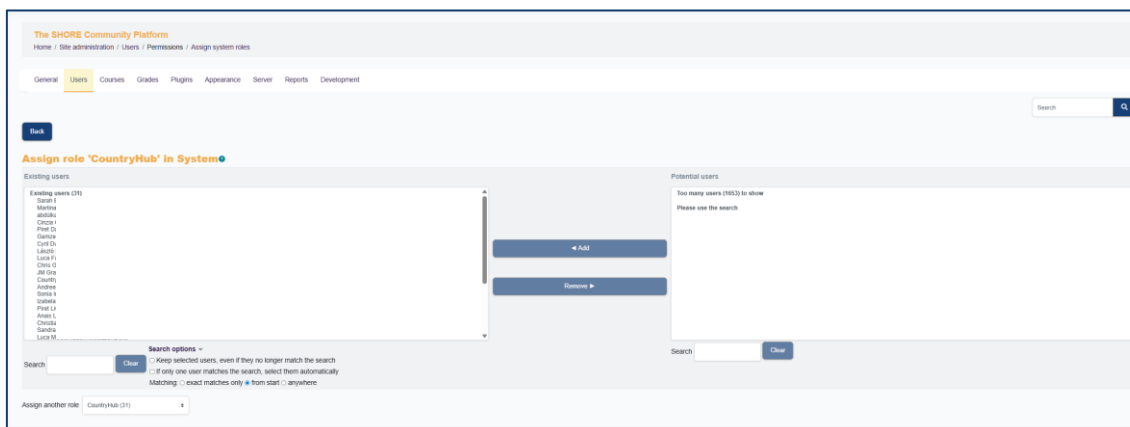 The SHORE Community Platform
Home / Site administration / Users / Permissions / Assign system roles
General Users Courses Grades Plugins Appearance Server Reports Development
Search
Back
Assign role 'CountryHub' in System
Existing users
Existing users (31)
Sarah
Martina
Cinzia
Piret
Gamze
Cyril
László
Luca
Chris G
JM Gra
Country
Andree
Sonia
Izabela
Piret
Anais L
Christia
Sandra
Luca M
◄ Add
Remove ►
Potential users
Too many users (1653) to show
Please use the search
Search Clear
Search options
Keep selected users, even if they no longer match the search
If only one user matches the search, select them automatically
Matching: exact matches only from start anywhere
Search Clear
Assign another role CountryHub (31)